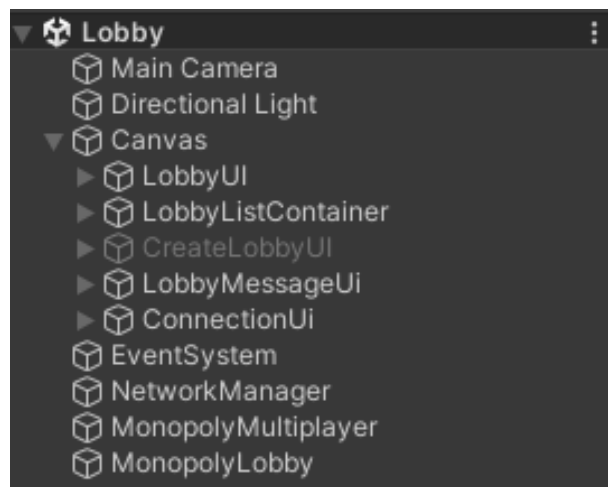 Lobby
Main Camera
Directional Light
Canvas
LobbyUI
LobbyListContainer
CreateLobbyUI
LobbyMessageUi
ConnectionUi
EventSystem
NetworkManager
MonopolyMultiplayer
MonopolyLobby